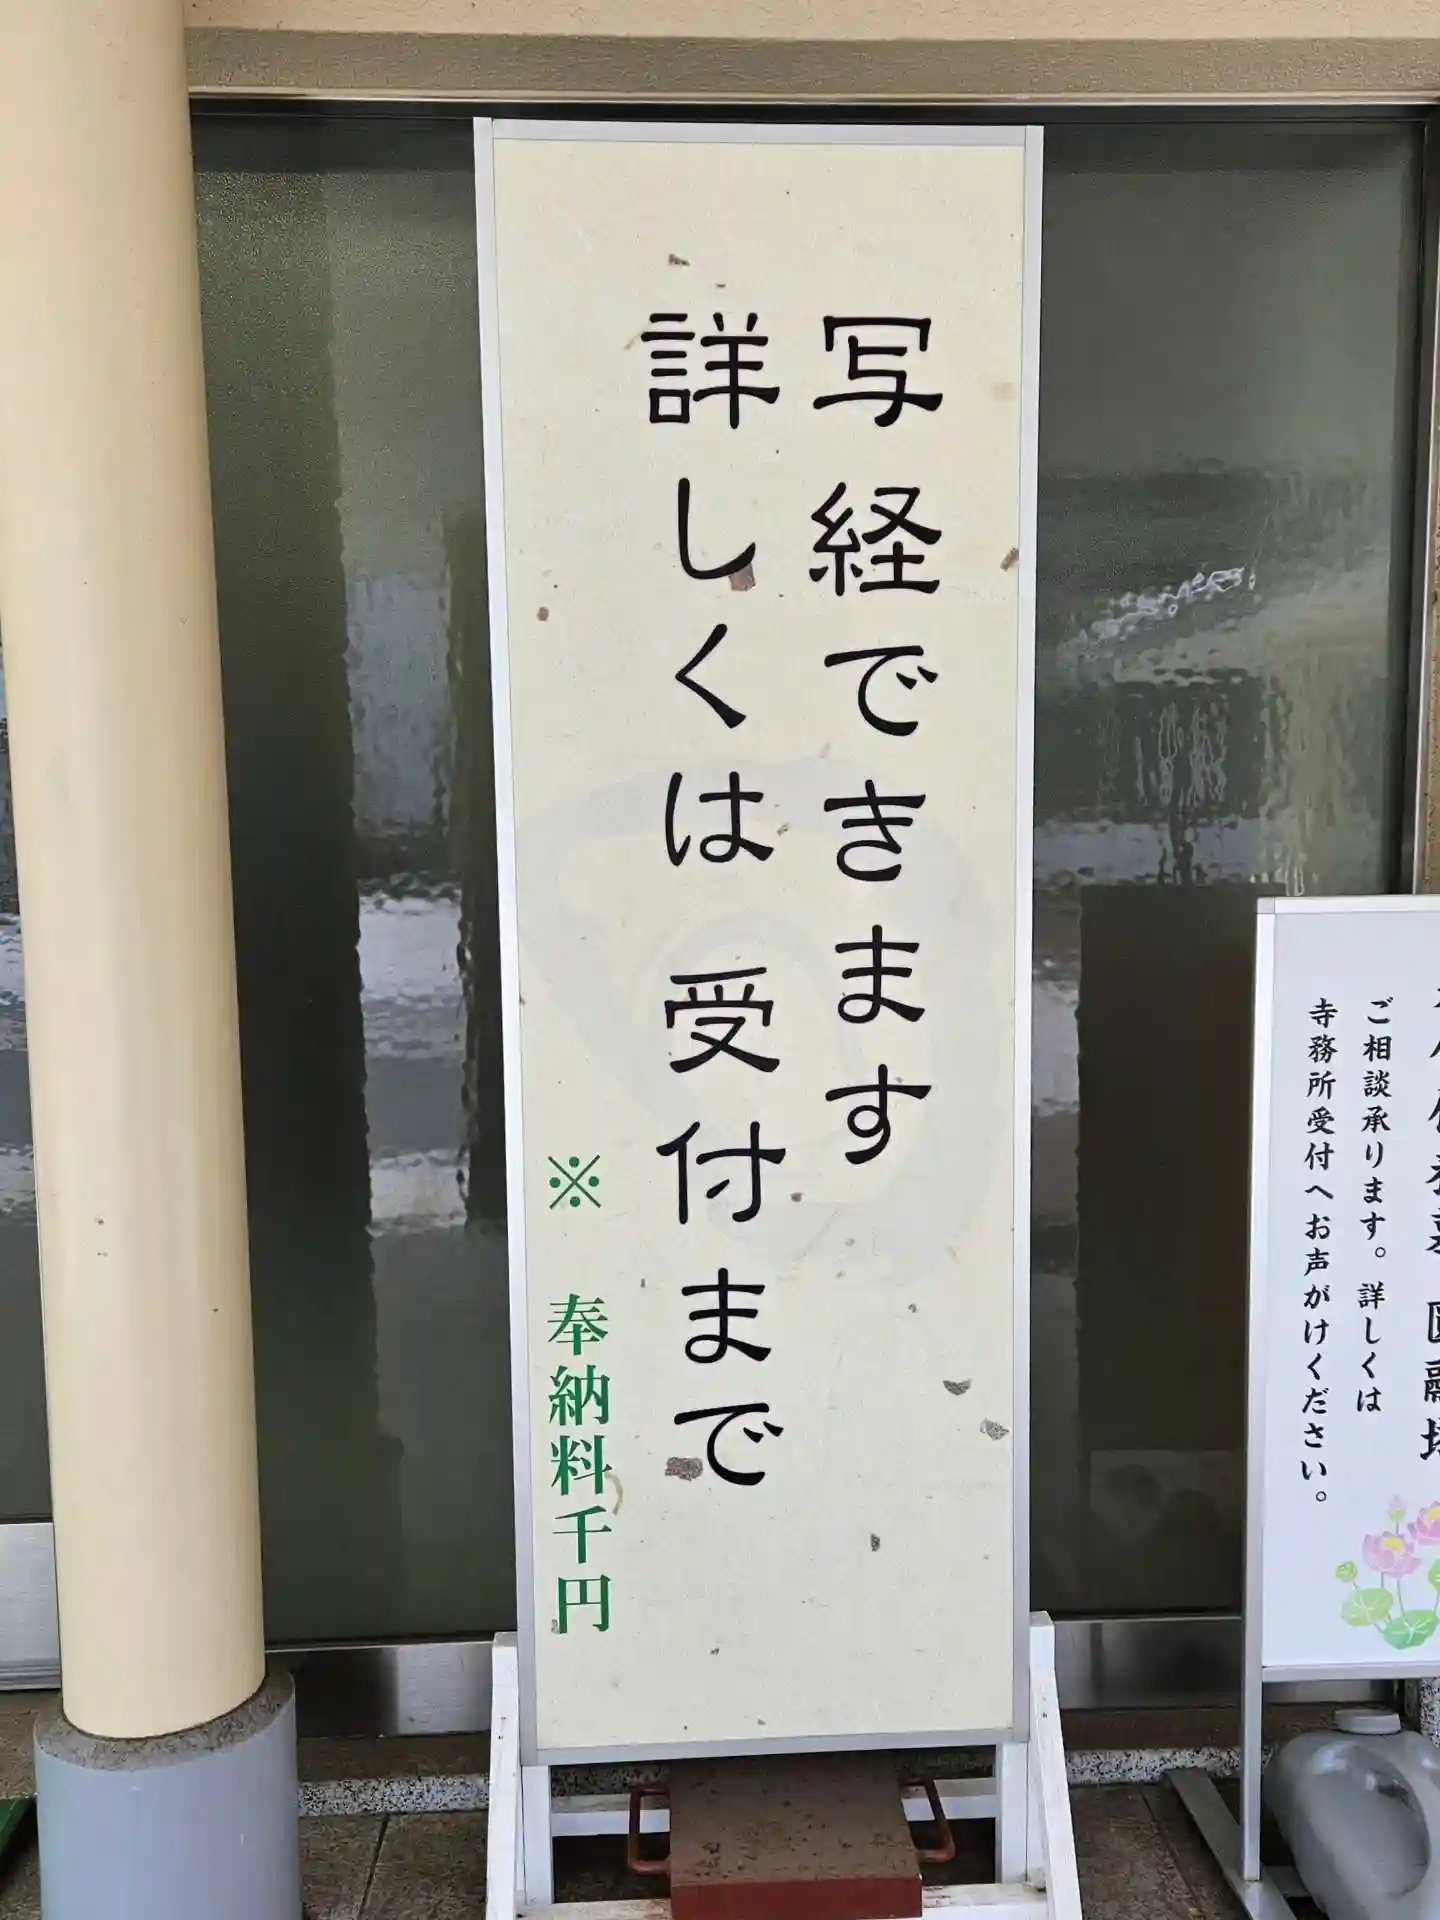 写経できます
詳しくは 受付まで
※ 奉納料千円
ご相談承ります。詳しくは
寺務所受付へお声がけください。